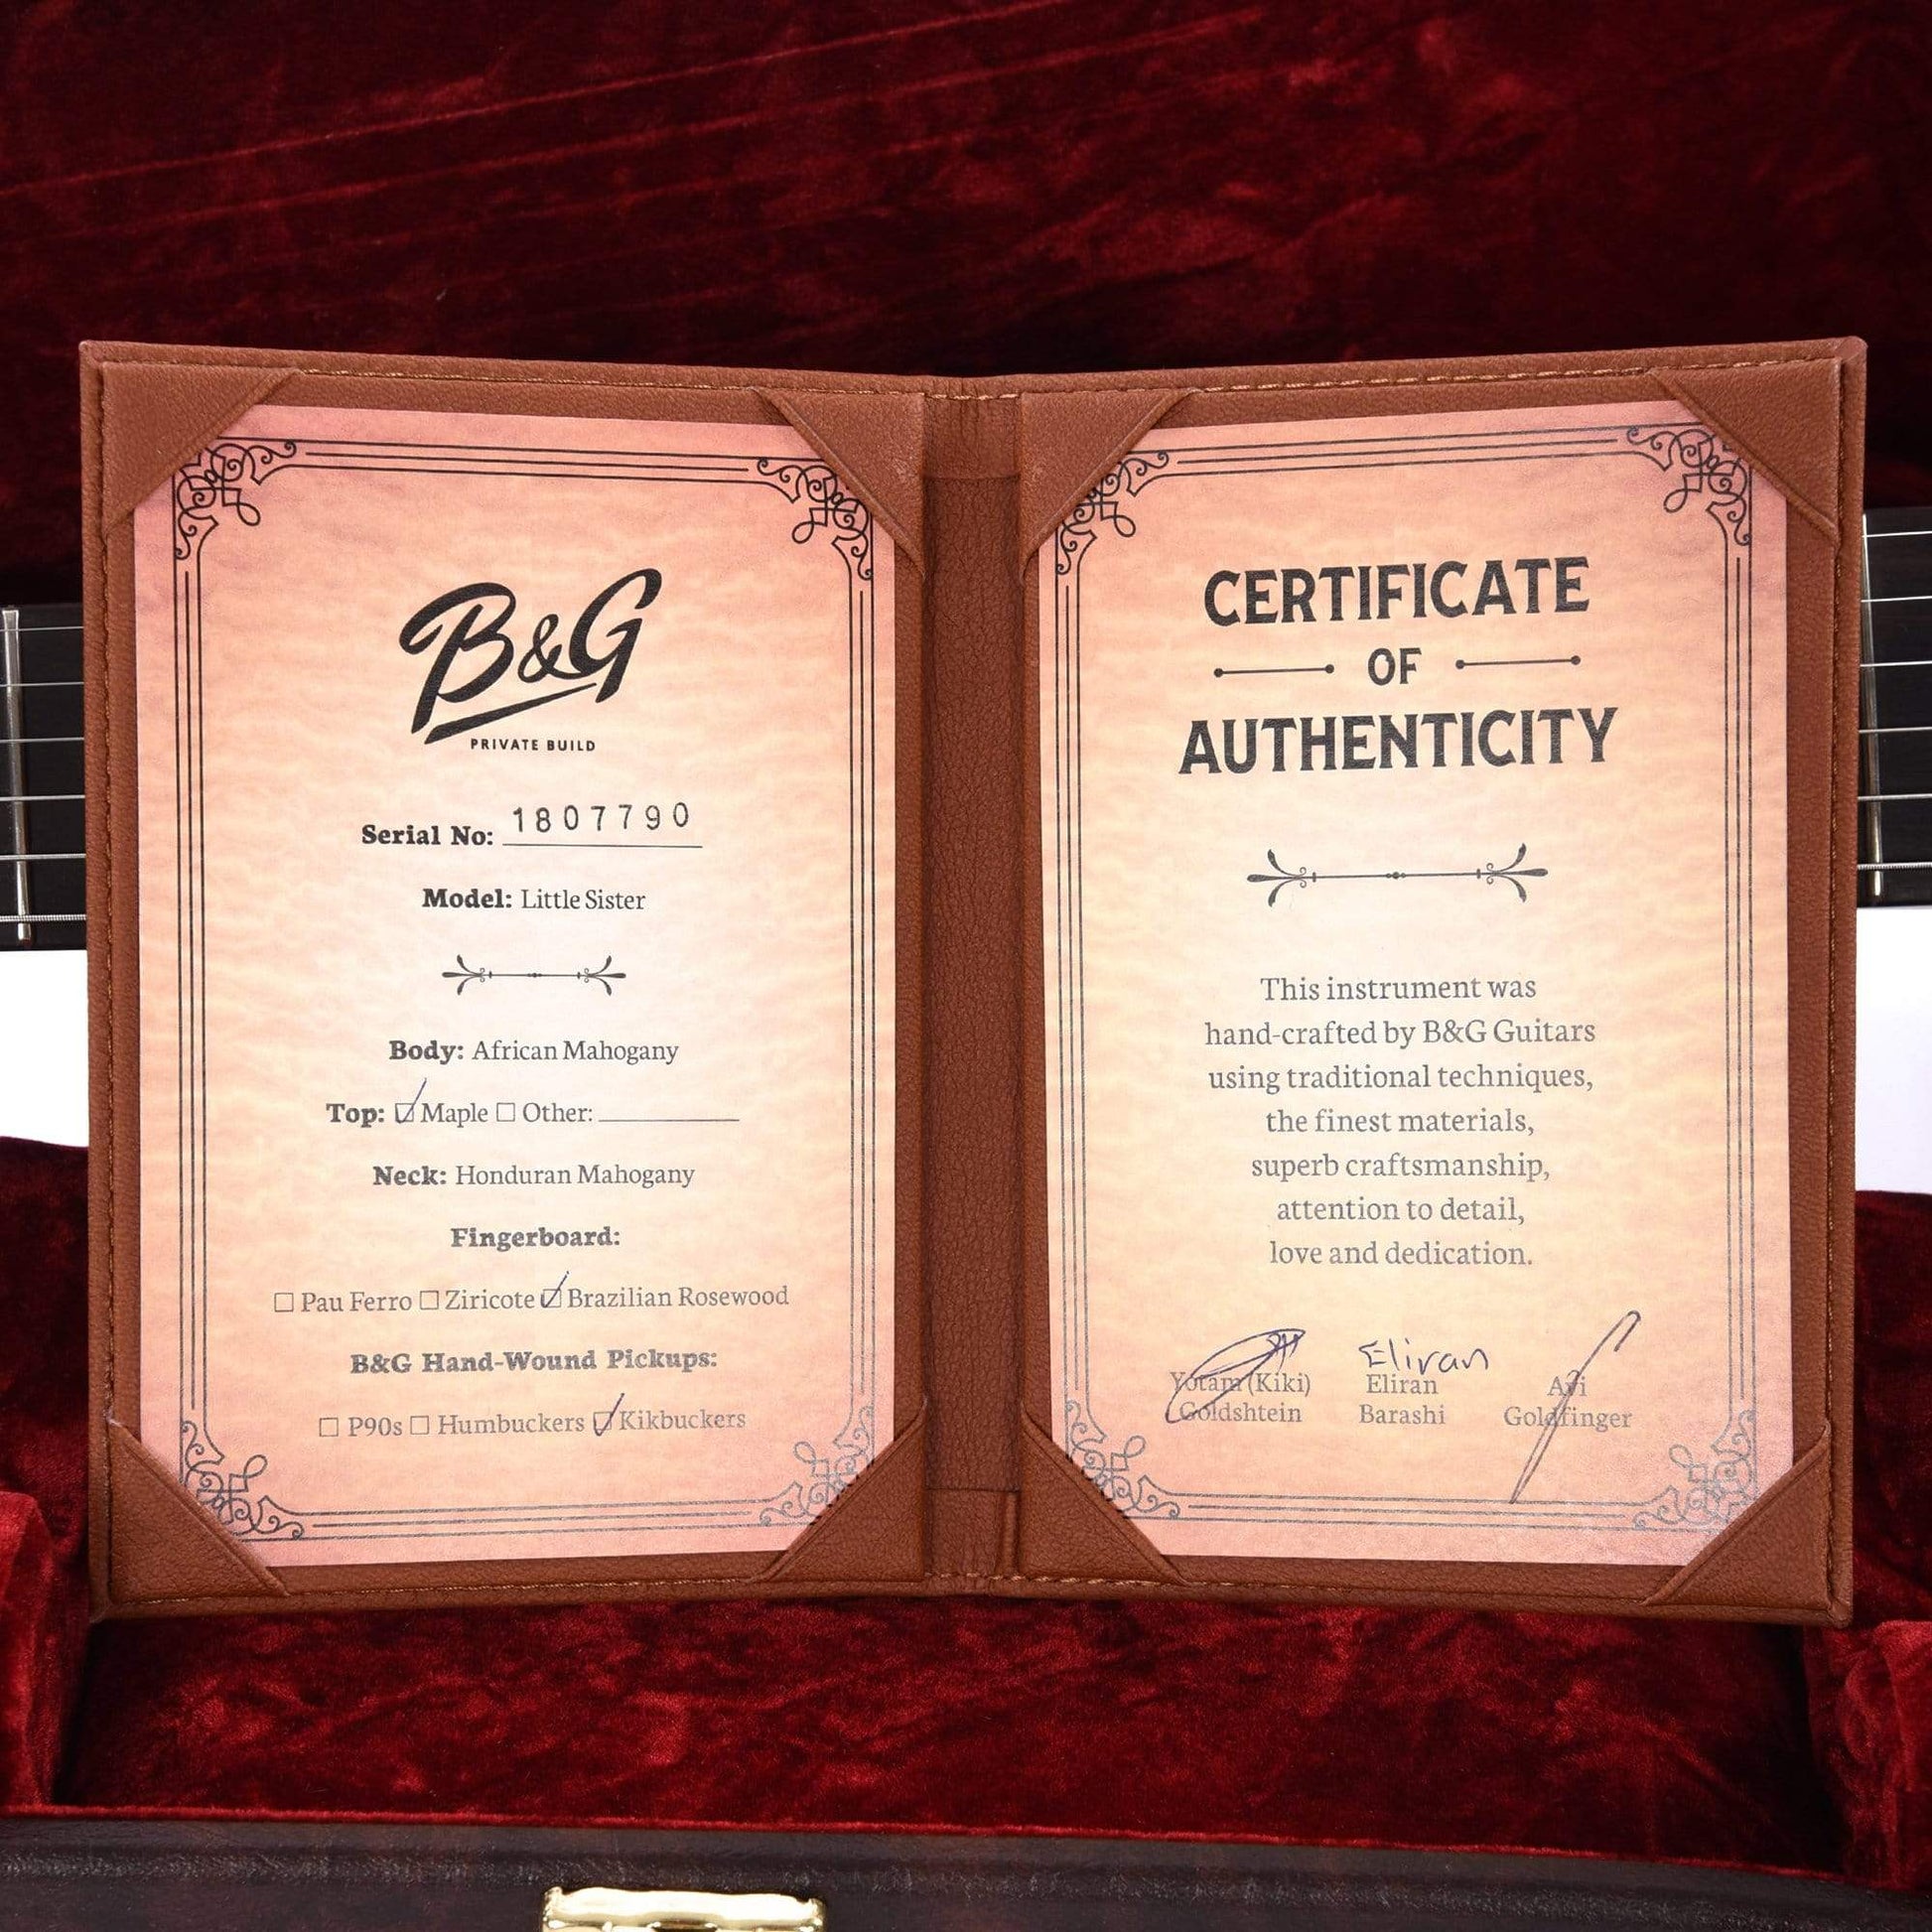 B&G
PRIVATE BUILD
Serial No: 1807790
Model: Little Sister
Body: African Mahogany
Top: ☑ Maple ☐ Other:
Neck: Honduran Mahogany
Fingerboard:
☐ Pau Ferro ☐ Ziricote ☑ Brazilian Rosewood
B&G Hand-Wound Pickups:
☐ P90s ☐ Humbuckers ☑ Kikbuckers
CERTIFICATE
OF
AUTHENTICITY
This instrument was
hand-crafted by B&G Guitars
using traditional techniques,
the finest materials,
superb craftsmanship,
attention to detail,
love and dedication.
Eliran
Yotam (Kiki) Eliran Avi
Goldshtein Barashi Goldfinger